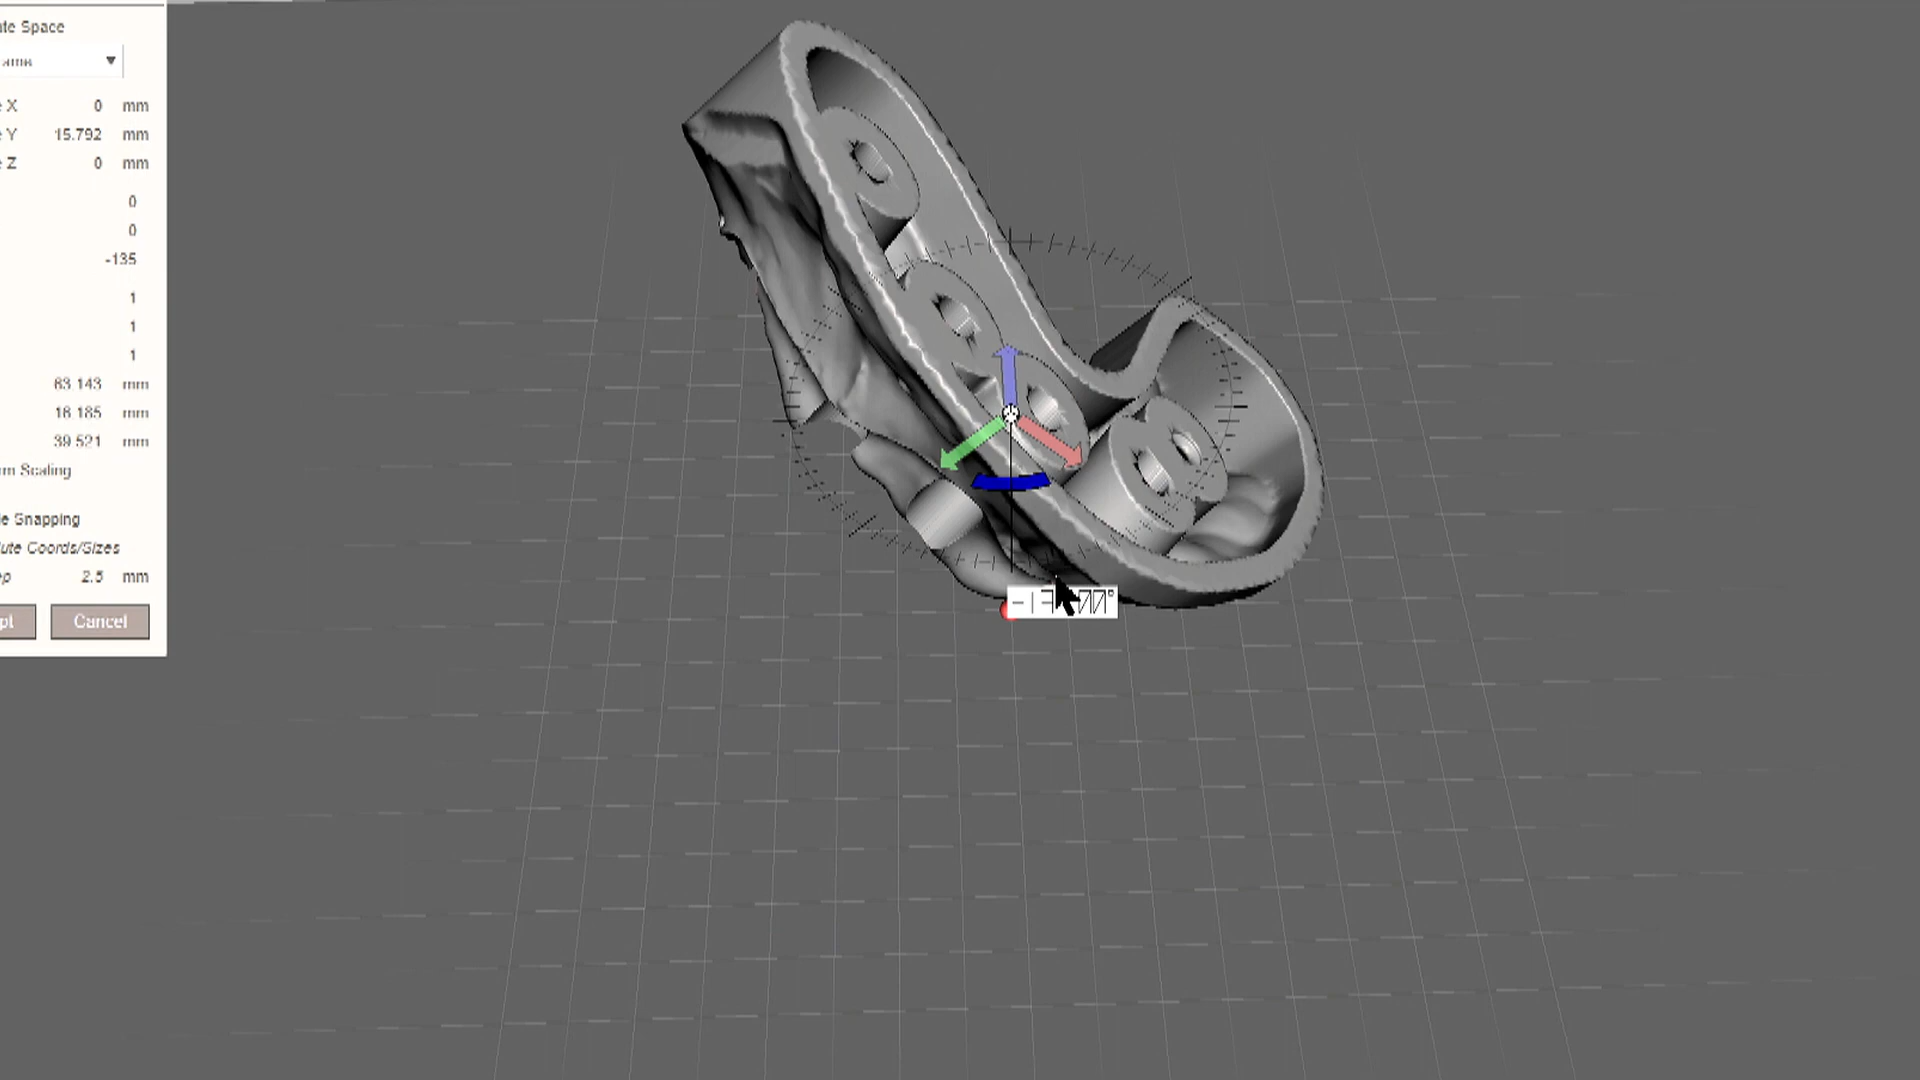 te Space
ame
X 0 mm
Y 15.792 mm
Z 0 mm
0
0
-135
1
1
1
63.143 mm
18.185 mm
39.521 mm
m Scaling
e Snapping
ute Coords/Sizes
p 2.5 mm
pt Cancel